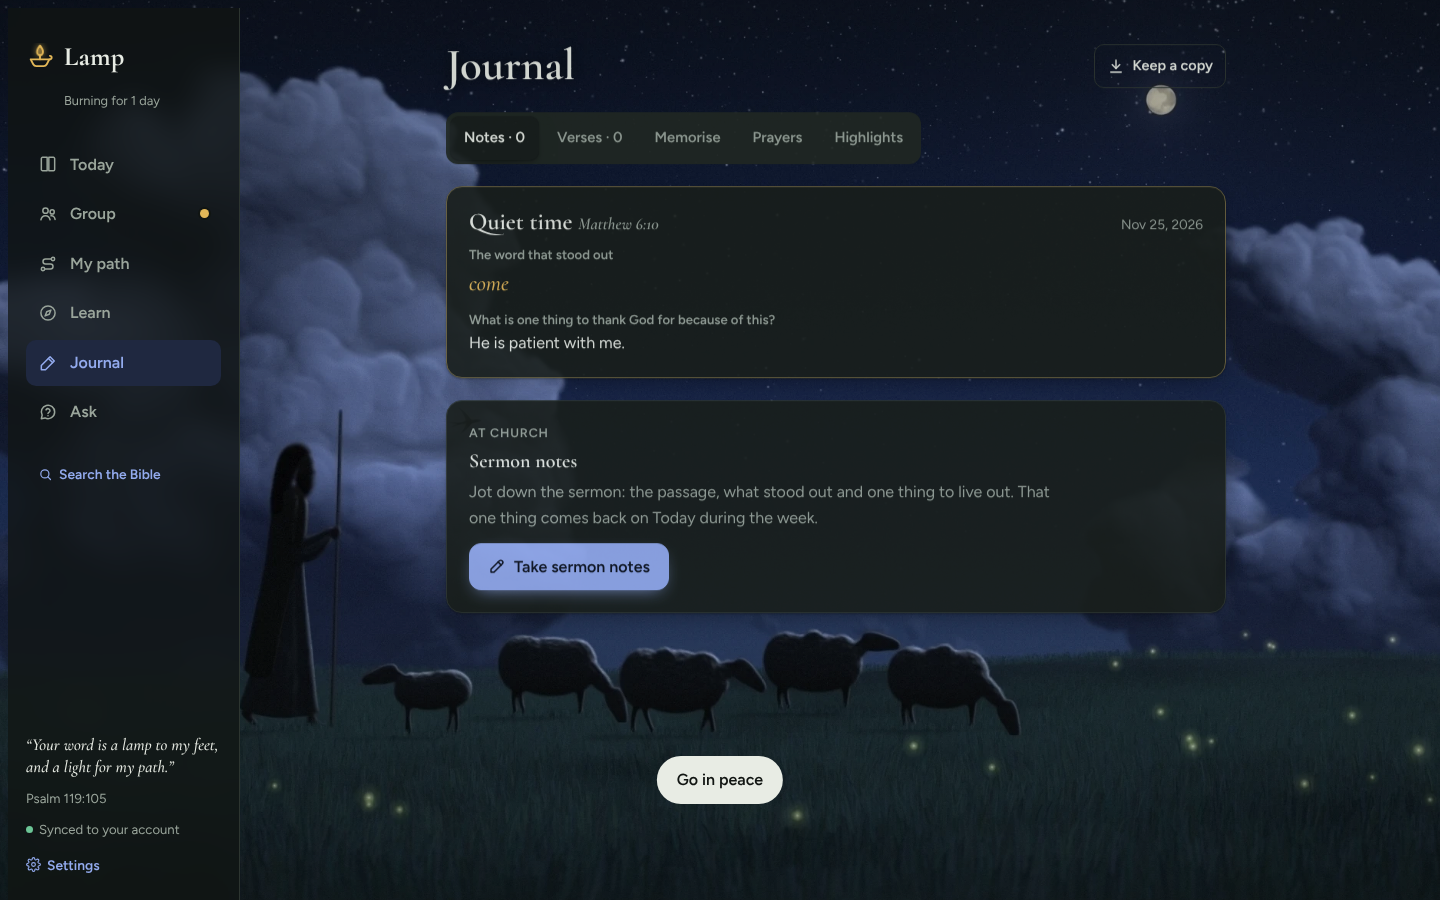 Lamp
Burning for 1 day
Today
Group
My path
Learn
Journal
Ask
Search the Bible
“Your word is a lamp to my feet,
and a light for my path.”
Psalm 119:105
Synced to your account
Settings
Journal
Keep a copy
Notes · 0
Verses · 0
Memorise
Prayers
Highlights
Quiet time Matthew 6:10
Nov 25, 2026
The word that stood out
come
What is one thing to thank God for because of this?
He is patient with me.
AT CHURCH
Sermon notes
Jot down the sermon: the passage, what stood out and one thing to live out. That
one thing comes back on Today during the week.
Take sermon notes
Go in peace